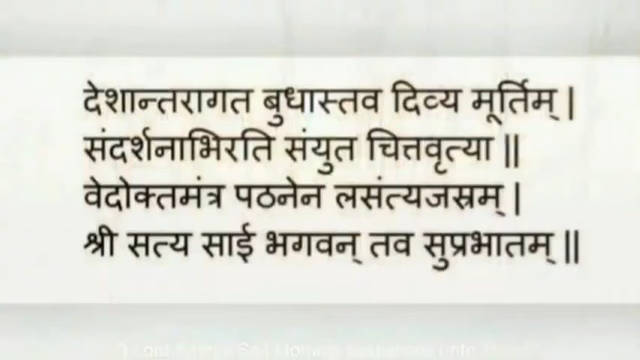 देशान्तरागत बुधास्तव दिव्य मूर्तिम् |
संदर्शनाभिरति संयुत चित्तवृत्या ||
वेदोक्तमंत्र पठनेन लसंत्यजस्रम् |
श्री सत्य साई भगवन् तव सुप्रभातम् ||